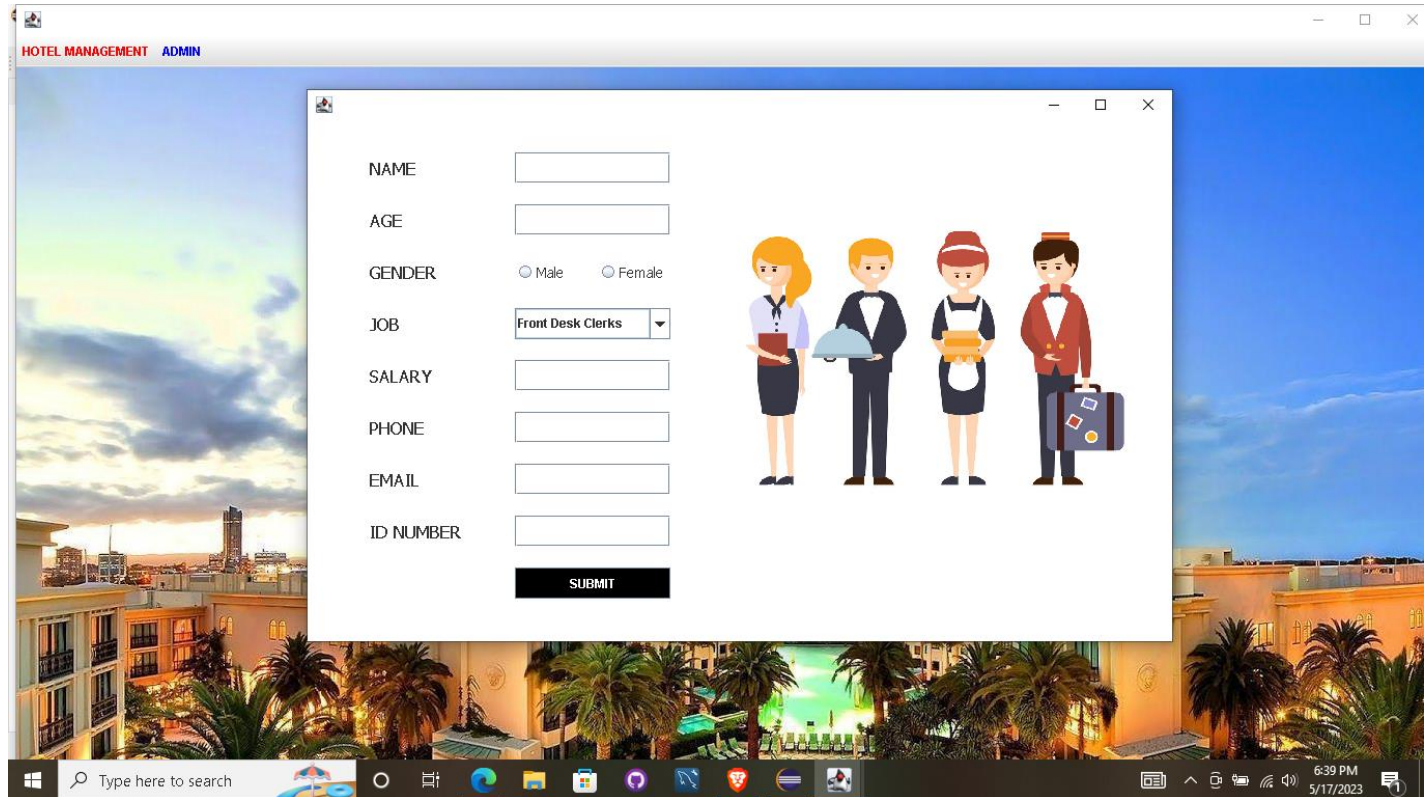 HOTEL MANAGEMENT ADMIN
NAME
AGE
GENDER Male Female
JOB Front Desk Clerks
SALARY
PHONE
EMAIL
ID NUMBER
SUBMIT
Type here to search
6:39 PM
5/17/2023
1